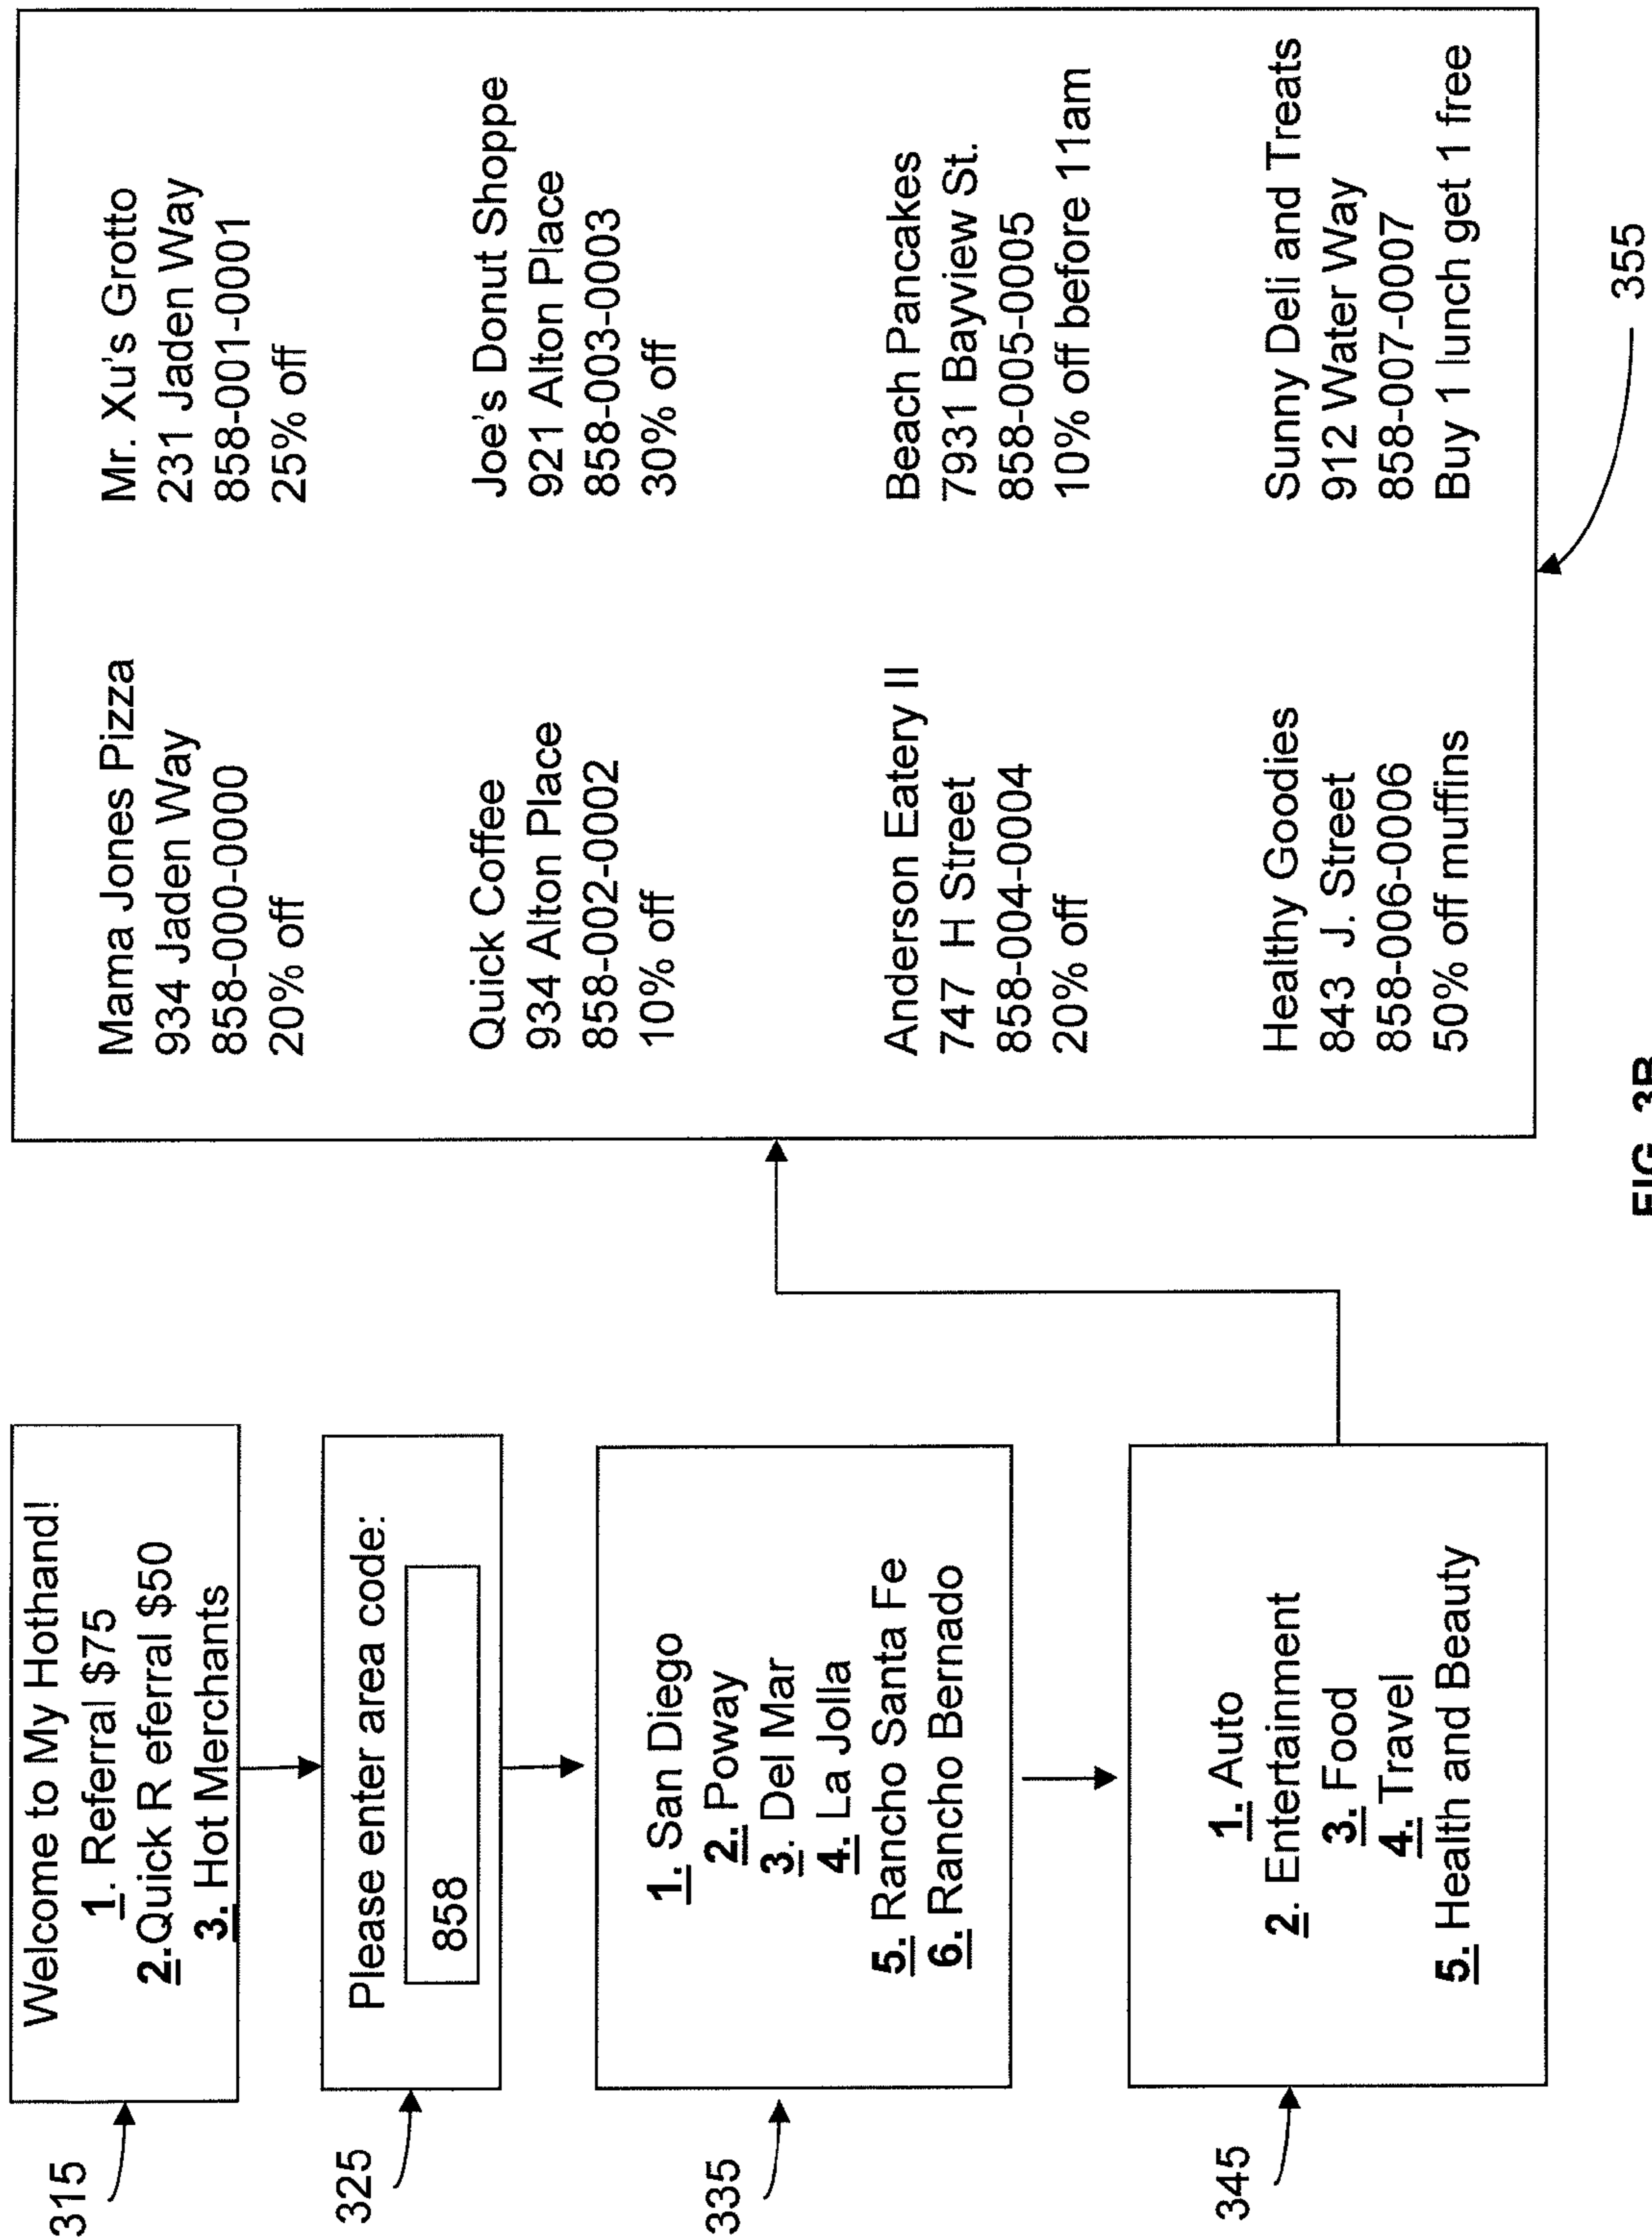 315
Welcome to My Hothand!
1. Referral $75
2.Quick R eferral $50
3. Hot Merchants
325
Please enter area code:
858
335
1. San Diego
2. Poway
3. Del Mar
4. La Jolla
5. Rancho Santa Fe
6. Rancho Bernado
345
1. Auto
2. Entertainment
3. Food
4. Travel
5. Health and Beauty
Mama Jones Pizza
934 Jaden Way
858-000-0000
20% off
Mr. Xu's Grotto
231 Jaden Way
858-001-0001
25% off
Quick Coffee
934 Alton Place
858-002-0002
10% off
Joe's Donut Shoppe
921 Alton Place
858-003-0003
30% off
Anderson Eatery II
747 H Street
858-004-0004
20% off
Beach Pancakes
7931 Bayview St.
858-005-0005
10% off before 11am
Healthy Goodies
843 J. Street
858-006-0006
50% off muffins
Sunny Deli and Treats
912 Water Way
858-007-0007
Buy 1 lunch get 1 free
355
FIG. 3B